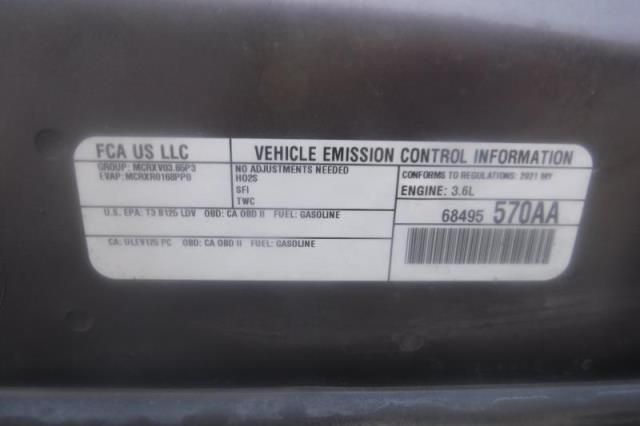 FCA US LLC
VEHICLE EMISSION CONTROL INFORMATION
GROUP: MCRXV03.65P3
EVAP: MCRXR0168PP0
NO ADJUSTMENTS NEEDED
HO2S
SFI
TWC
CONFORMS TO REGULATIONS: 2021 MY
ENGINE: 3.6L
U.S. EPA: T3 B125 LDV OBD: CA OBD II FUEL: GASOLINE
CA: ULEV125 PC OBD: CA OBD II FUEL: GASOLINE
68495 570AA